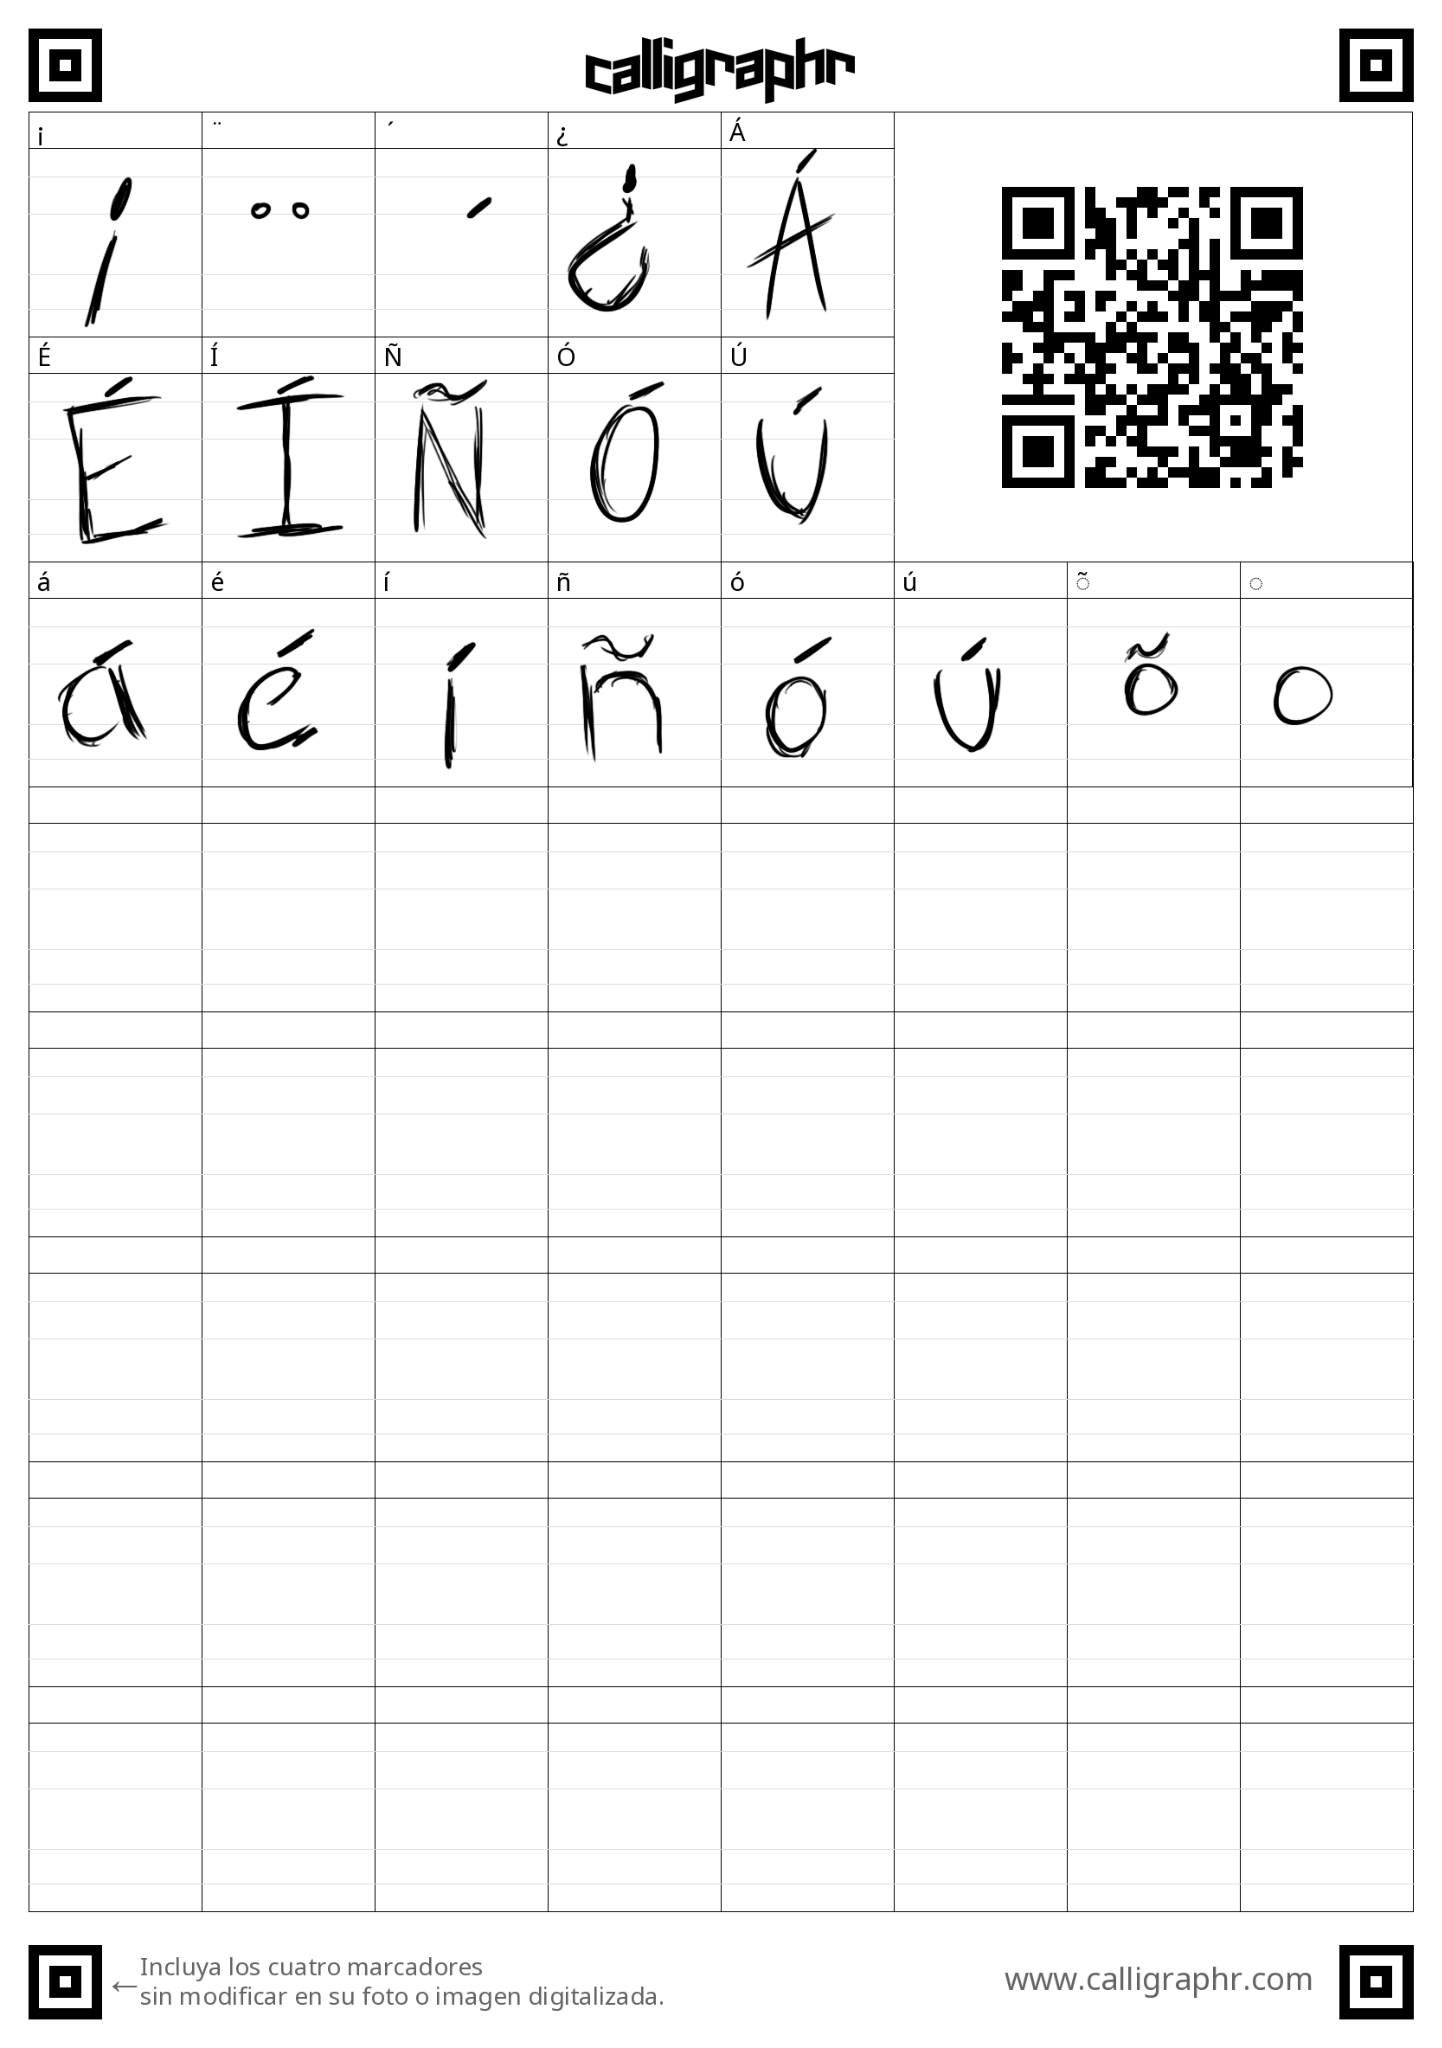 calligraphr
¡ ¨ ´ ¿ Á
¡ ¨ ´ ¿ Á
É Í Ñ Ó Ú
É Í Ñ Ó Ú
á é í ñ ó ú ◌̃ ◌
á é í ñ ó ú õ o
←Incluya los cuatro marcadores
sin modificar en su foto o imagen digitalizada.
www.calligraphr.com